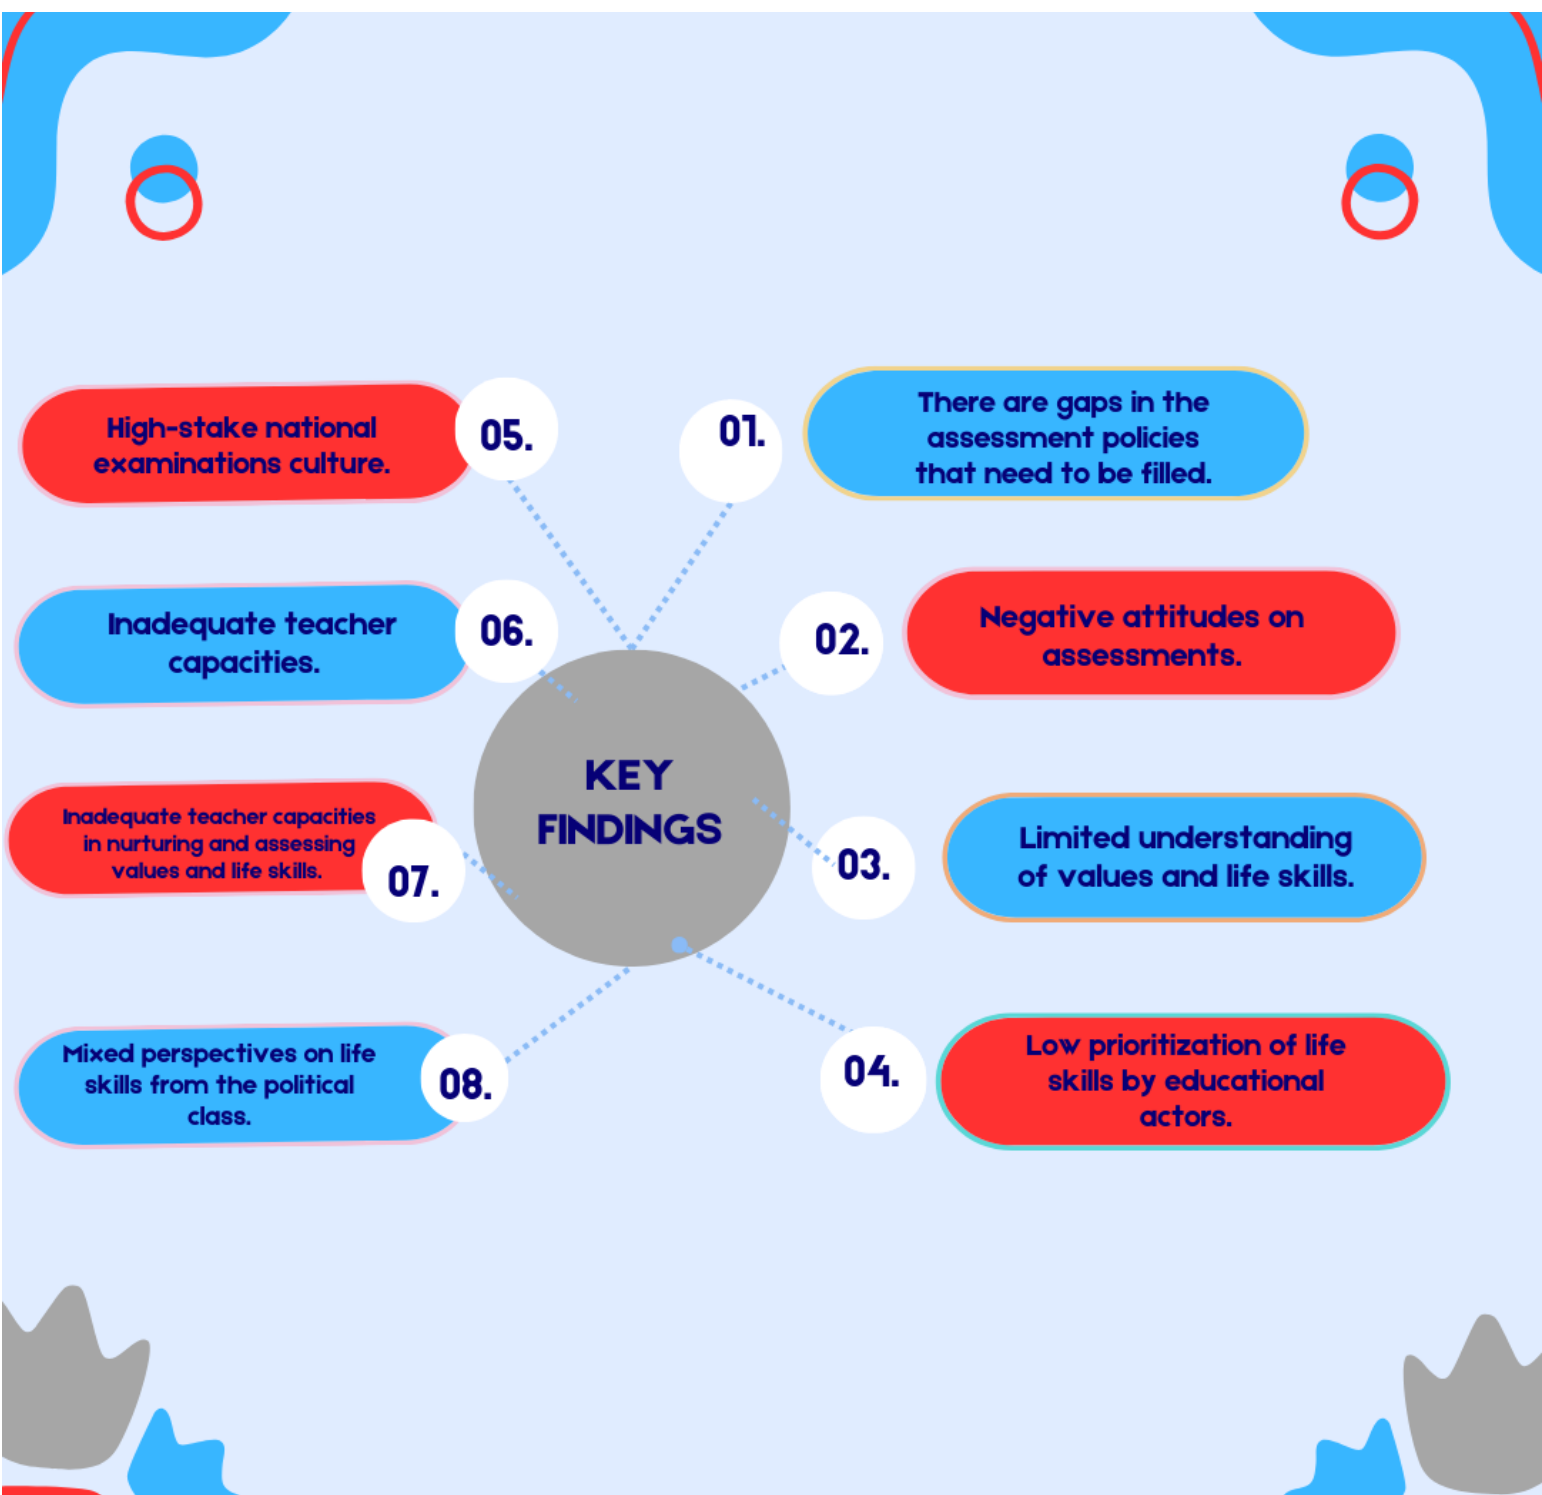 KEY
FINDINGS
01.
There are gaps in the
assessment policies
that need to be filled.
02.
Negative attitudes on
assessments.
03.
Limited understanding
of values and life skills.
04.
Low prioritization of life
skills by educational
actors.
05.
High-stake national
examinations culture.
06.
Inadequate teacher
capacities.
07.
Inadequate teacher capacities
in nurturing and assessing
values and life skills.
08.
Mixed perspectives on life
skills from the political
class.